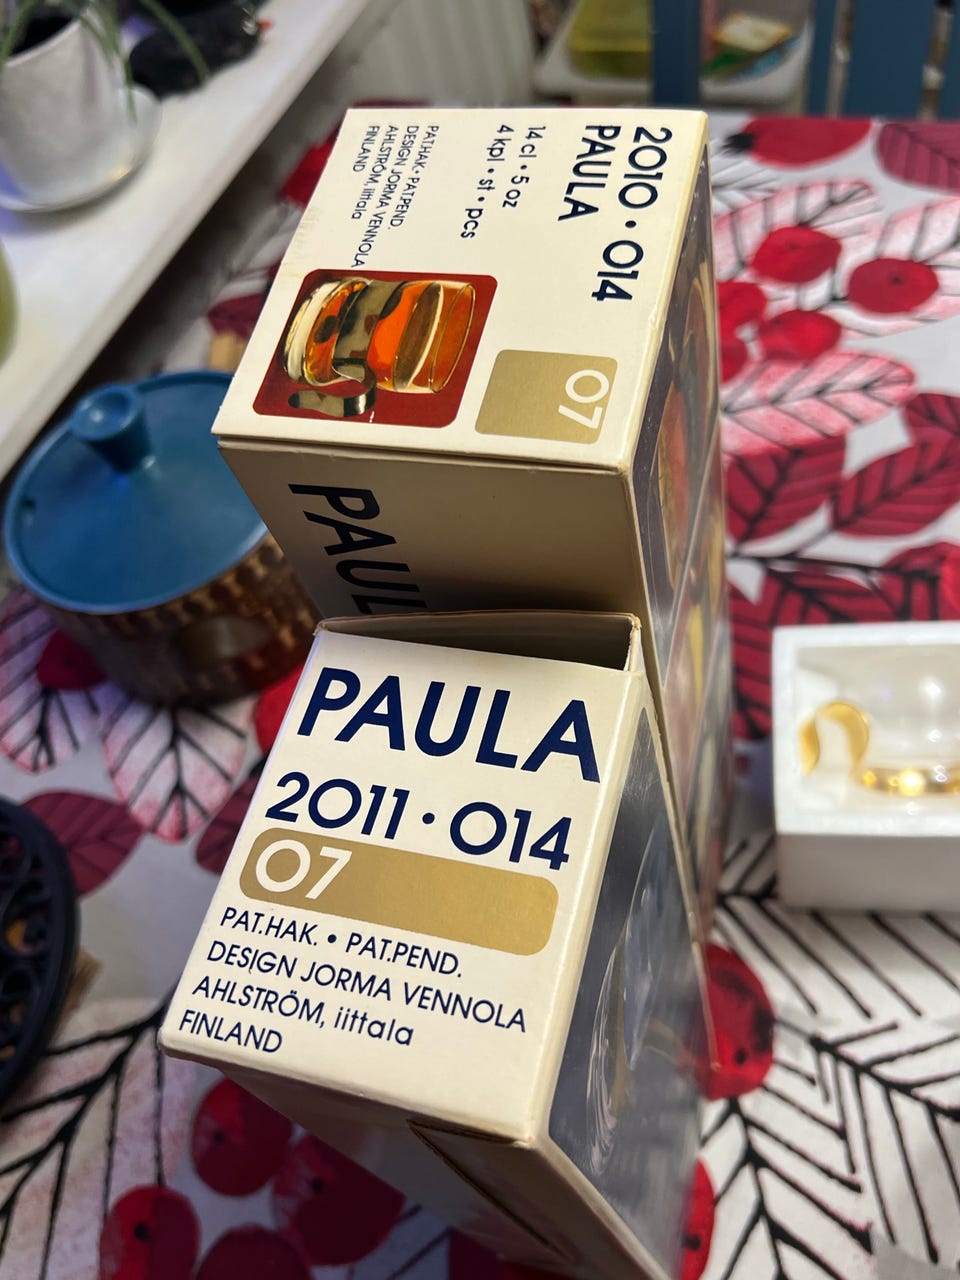 2010 • 014
PAULA
14 cl • 5 oz
4 kpl • st • pcs
PAT.HAK • PAT.PEND.
DESIGN JORMA VENNOLA
AHLSTRÖM, iittala
FINLAND
07
PAUL
PAULA
2011 • 014
07
PAT.HAK. • PAT.PEND.
DESIGN JORMA VENNOLA
AHLSTRÖM, iittala
FINLAND